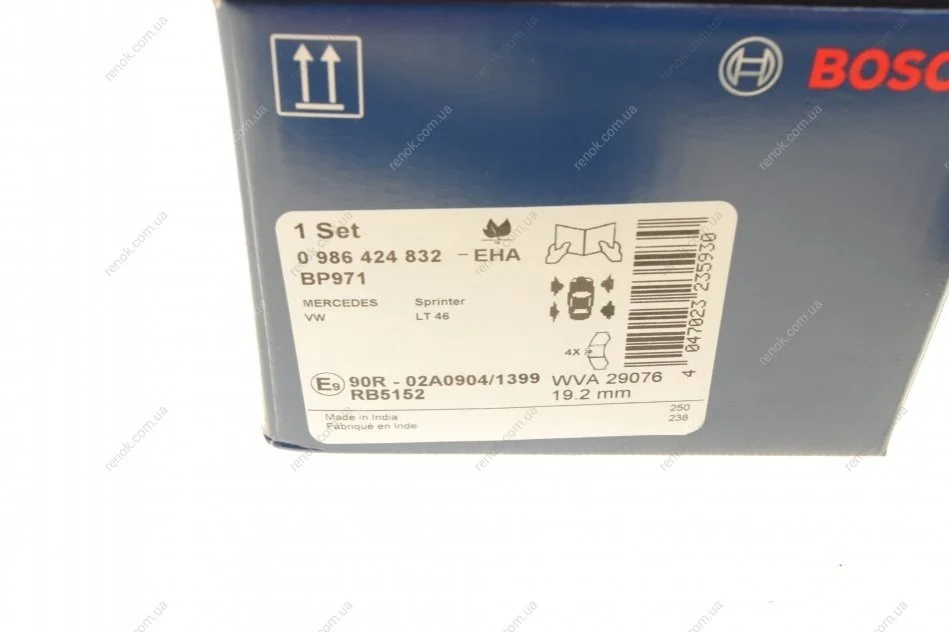 BOSC
1 Set
0 986 424 832 - EHA
BP971
MERCEDES Sprinter
VW LT 46
4X
E9 90R - 02A0904/1399 WVA 29076
RB5152 19.2 mm
Made in India 250
Fabriqué en Inde 238
4 047023 235930
renok.com.ua